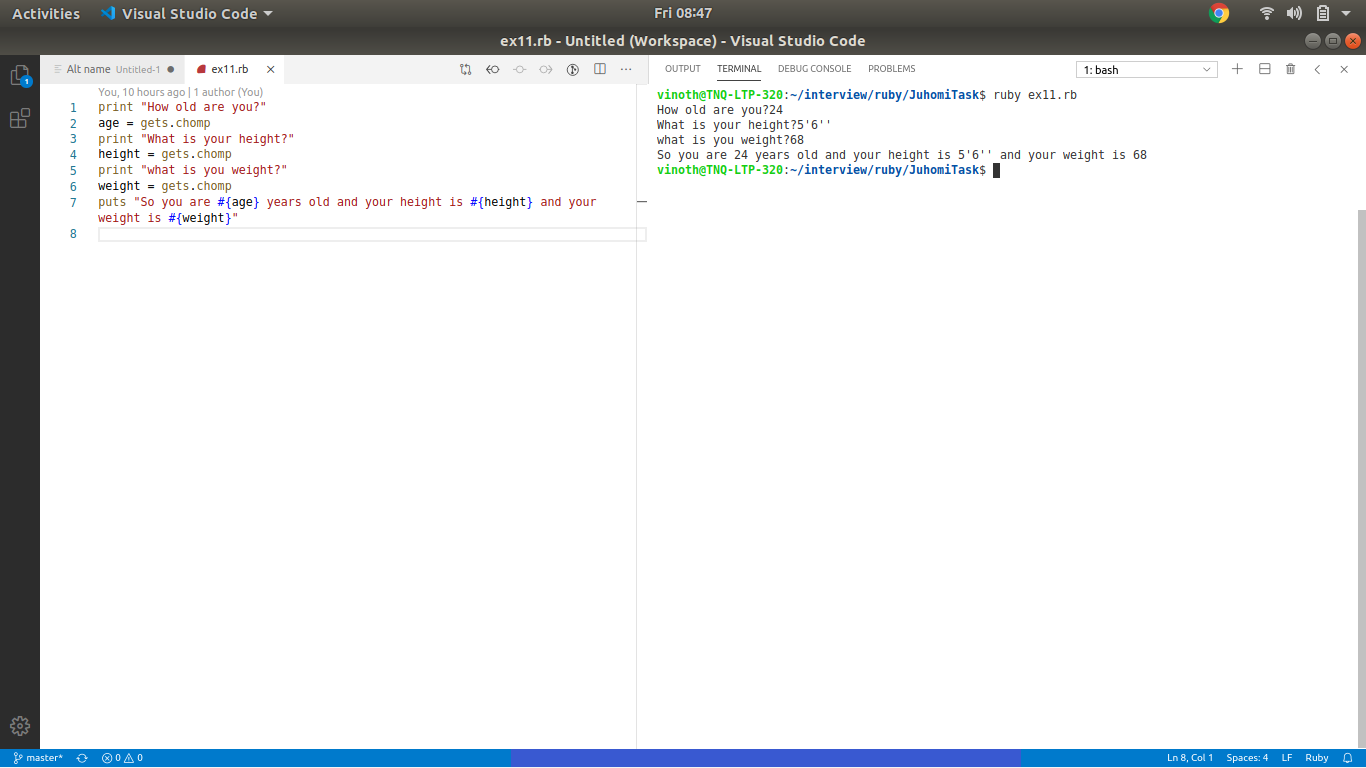 Activities Visual Studio Code Fri 08:47
ex11.rb - Untitled (Workspace) - Visual Studio Code
Alt name Untitled-1 ex11.rb
You, 10 hours ago | 1 author (You)
1 print "How old are you?"
2 age = gets.chomp
3 print "What is your height?"
4 height = gets.chomp
5 print "what is you weight?"
6 weight = gets.chomp
7 puts "So you are #{age} years old and your height is #{height} and your
weight is #{weight}"
8
OUTPUT TERMINAL DEBUG CONSOLE PROBLEMS 1: bash
vinoth@TNQ-LTP-320:~/interview/ruby/JuhomiTask$ ruby ex11.rb
How old are you?24
What is your height?5'6''
what is you weight?68
So you are 24 years old and your height is 5'6'' and your weight is 68
vinoth@TNQ-LTP-320:~/interview/ruby/JuhomiTask$
1
master* 0 0 Ln 8, Col 1 Spaces: 4 LF Ruby